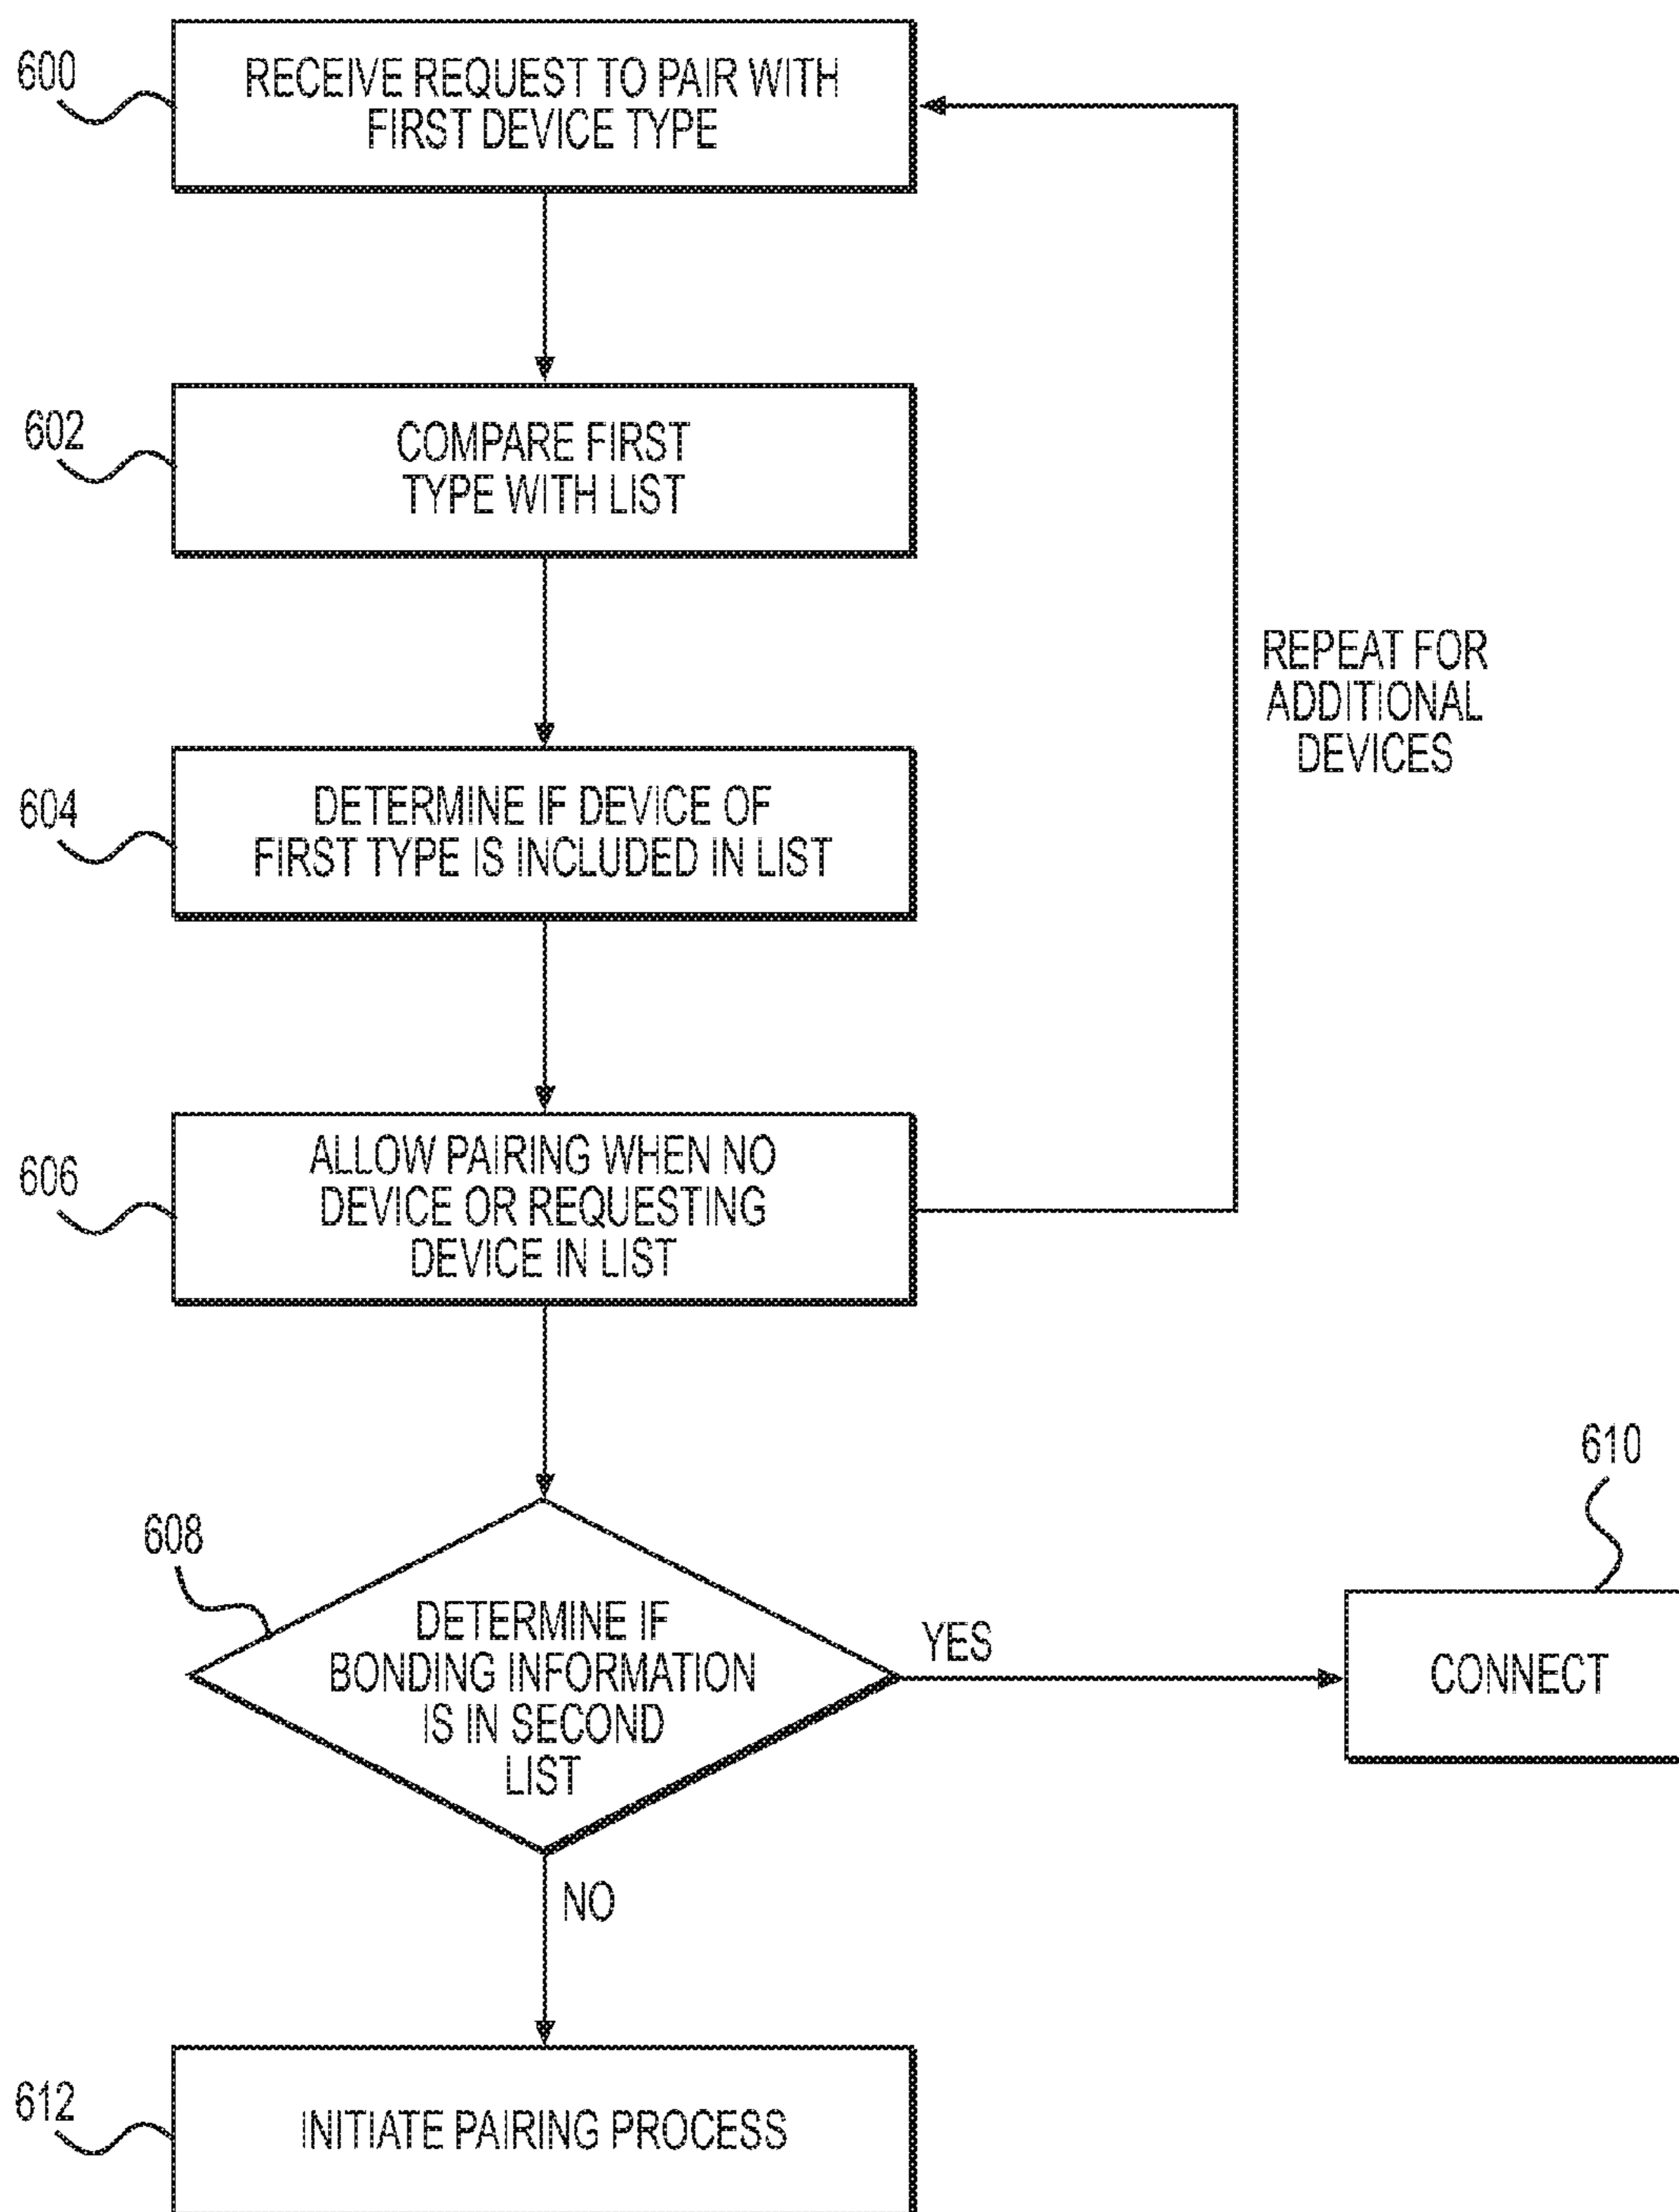 600
RECEIVE REQUEST TO PAIR WITH
FIRST DEVICE TYPE
602
COMPARE FIRST
TYPE WITH LIST
REPEAT FOR
ADDITIONAL
DEVICES
604
DETERMINE IF DEVICE OF
FIRST TYPE IS INCLUDED IN LIST
606
ALLOW PAIRING WHEN NO
DEVICE OR REQUESTING
DEVICE IN LIST
608
DETERMINE IF
BONDING INFORMATION
IS IN SECOND
LIST
YES
610
CONNECT
NO
612
INITIATE PAIRING PROCESS